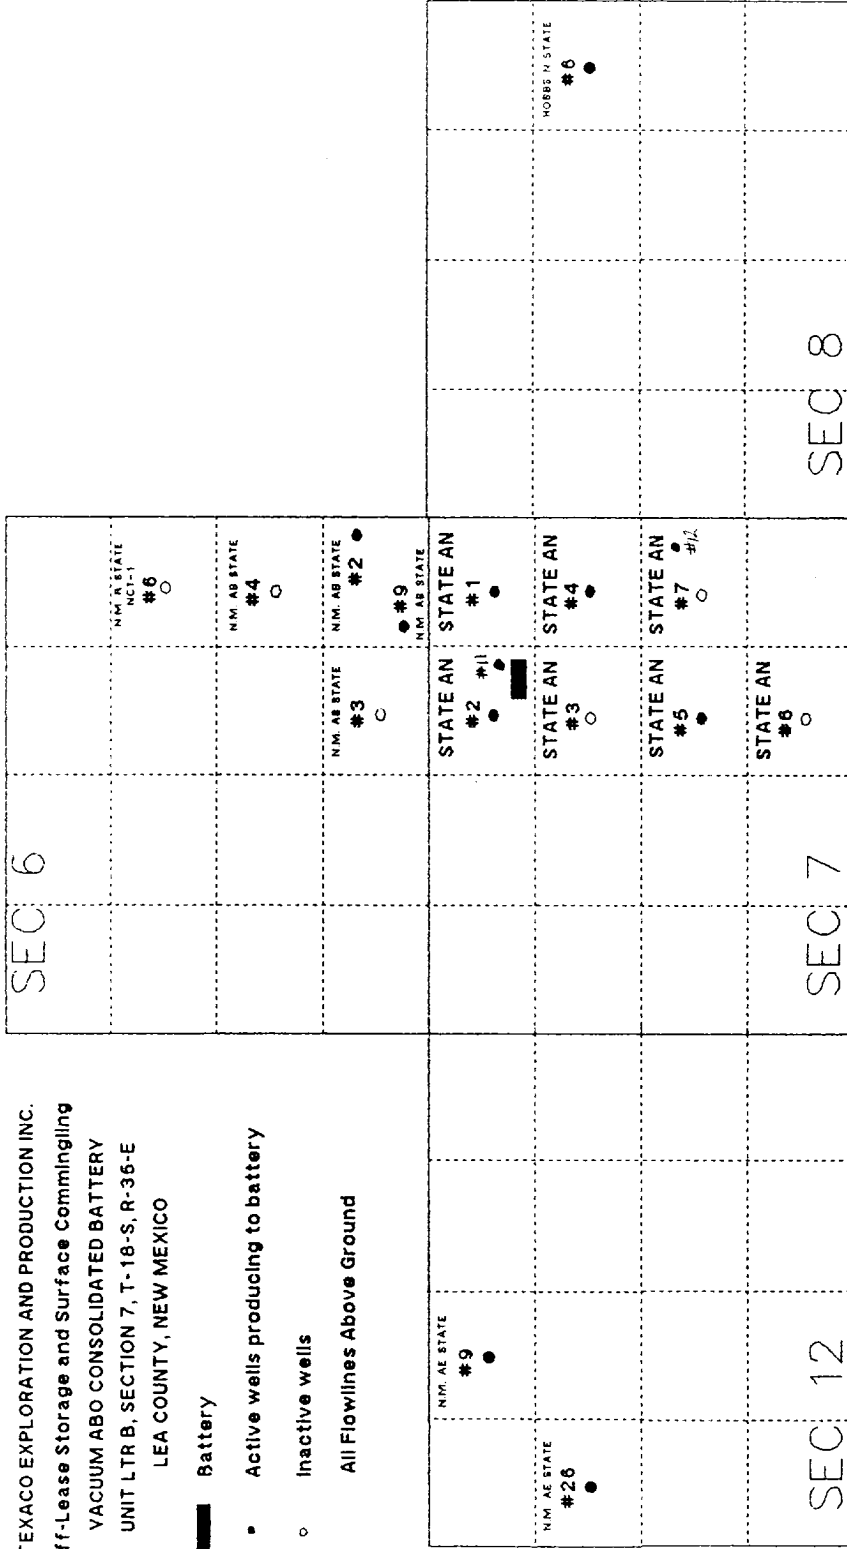 TEXACO EXPLORATION AND PRODUCTION INC.
ff-Lease Storage and Surface Commingling
VACUUM ABO CONSOLIDATED BATTERY
UNIT LTR B, SECTION 7, T-18-S, R-35-E
LEA COUNTY, NEW MEXICO
Battery
Active wells producing to battery
Inactive wells
All Flowlines Above Ground
SEC 6
N.M. R STATE
NCT-1
#6
N.M. AB STATE
#4
N.M. AB STATE
#3
N.M. AB STATE
#2
#9
N.M. AB STATE
N.M. AE STATE
#26
N.M. AE STATE
#9
SEC 12
STATE AN
#2
#11
STATE AN
#1
STATE AN
#3
STATE AN
#4
STATE AN
#5
STATE AN
#7
#12
STATE AN
#6
SEC 7
HOBBS N STATE
#6
SEC 8